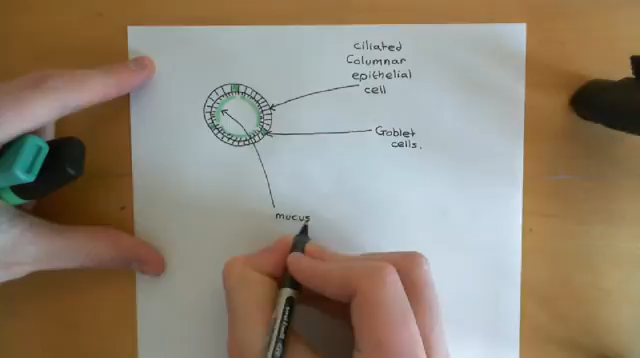 ciliated
Columnar
epithelial
cell
Goblet
cells.
mucus